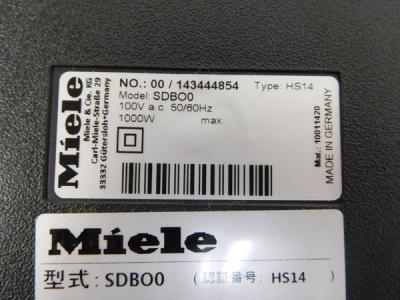 Miele
Miele & Cie. KG
Carl-Miele-Straße 29
33332 Gütersloh•Germany
NO.: 00 / 143444854 Type: HS14
Model: SDBO0
100V a.c. 50/60Hz
1000W max.
Mat.: 10011420
MADE IN GERMANY
Miele
型式: SDBO0 (認証番号: HS14 )